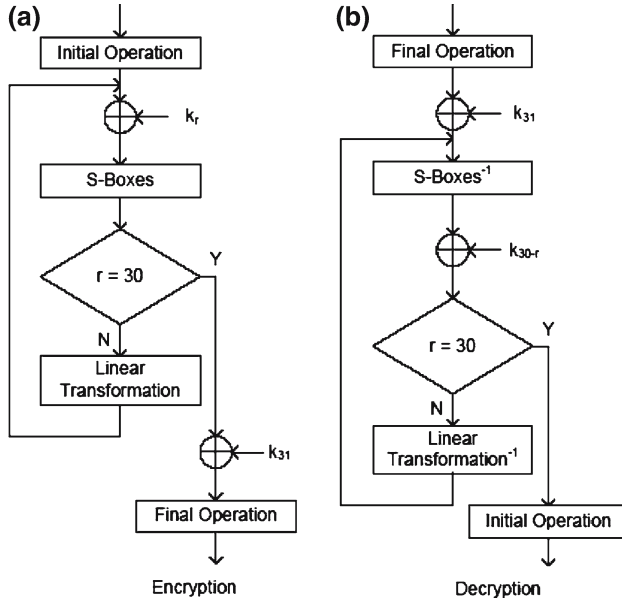 (a)
Initial Operation
k_r
S-Boxes
r = 30
Y
N
Linear
Transformation
k_31
Final Operation
Encryption
(b)
Final Operation
k_31
S-Boxes^-1
k_30-r
r = 30
Y
N
Linear
Transformation^-1
Initial Operation
Decryption